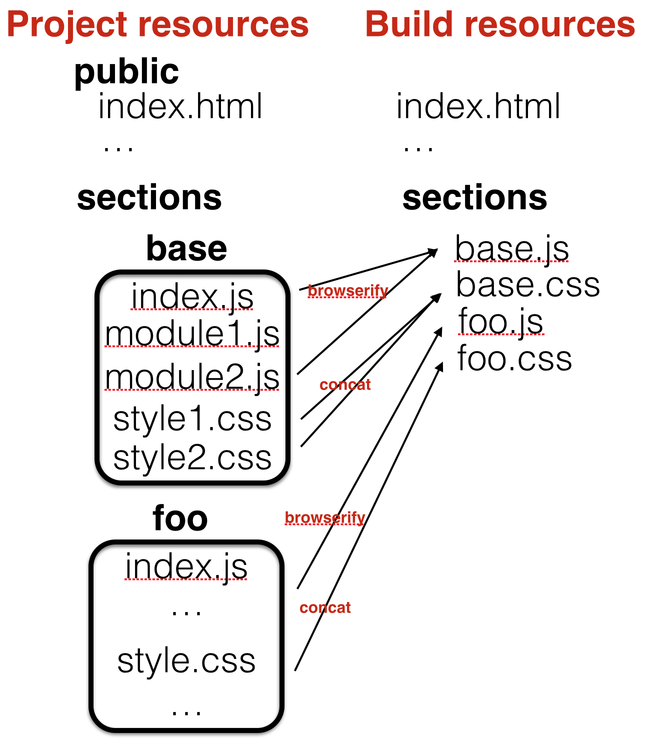 Project resources
Build resources
public
index.html
...
index.html
...
sections
base
index.js
module1.js
module2.js
style1.css
style2.css
browserify
concat
sections
base.js
base.css
foo.js
foo.css
foo
index.js
...
style.css
...
browserify
concat